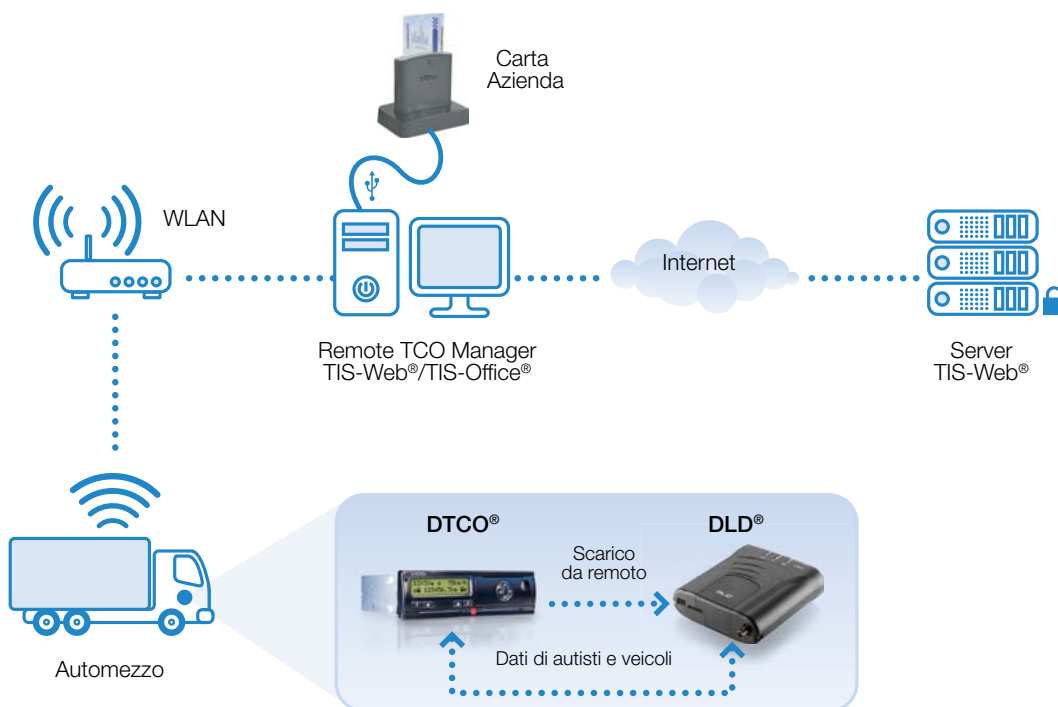 Carta
Azienda
WLAN
Internet
Remote TCO Manager
TIS-Web®/TIS-Office®
Server
TIS-Web®
DTCO®
DLD®
Scarico
da remoto
DLD
Dati di autisti e veicoli
Automezzo